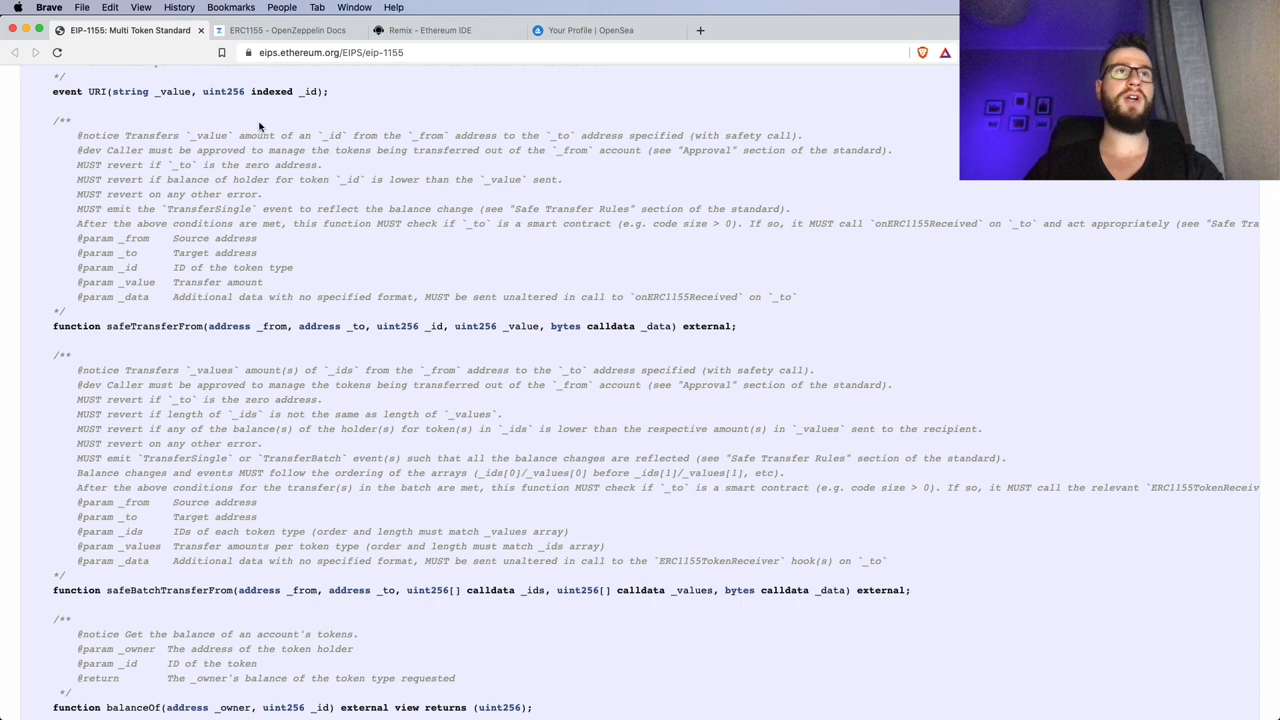 Brave File Edit View History Bookmarks People Tab Window Help
EIP-1155: Multi Token Standard ERC1155 - OpenZeppelin Docs Remix - Ethereum IDE Your Profile | OpenSea
eips.ethereum.org/EIPS/eip-1155
*/
event URI(string _value, uint256 indexed _id);
/**
@notice Transfers `_value` amount of an `_id` from the `_from` address to the `_to` address specified (with safety call).
@dev Caller must be approved to manage the tokens being transferred out of the `_from` account (see "Approval" section of the standard).
MUST revert if `_to` is the zero address.
MUST revert if balance of holder for token `_id` is lower than the `_value` sent.
MUST revert on any other error.
MUST emit the `TransferSingle` event to reflect the balance change (see "Safe Transfer Rules" section of the standard).
After the above conditions are met, this function MUST check if `_to` is a smart contract (e.g. code size > 0). If so, it MUST call `onERC1155Received` on `_to` and act appropriately (see "Safe Tra
@param _from Source address
@param _to Target address
@param _id ID of the token type
@param _value Transfer amount
@param _data Additional data with no specified format, MUST be sent unaltered in call to `onERC1155Received` on `_to`
*/
function safeTransferFrom(address _from, address _to, uint256 _id, uint256 _value, bytes calldata _data) external;
/**
@notice Transfers `_values` amount(s) of `_ids` from the `_from` address to the `_to` address specified (with safety call).
@dev Caller must be approved to manage the tokens being transferred out of the `_from` account (see "Approval" section of the standard).
MUST revert if `_to` is the zero address.
MUST revert if length of `_ids` is not the same as length of `_values`.
MUST revert if any of the balance(s) of the holder(s) for token(s) in `_ids` is lower than the respective amount(s) in `_values` sent to the recipient.
MUST revert on any other error.
MUST emit `TransferSingle` or `TransferBatch` event(s) such that all the balance changes are reflected (see "Safe Transfer Rules" section of the standard).
Balance changes and events MUST follow the ordering of the arrays (_ids[0]/_values[0] before _ids[1]/_values[1], etc).
After the above conditions for the transfer(s) in the batch are met, this function MUST check if `_to` is a smart contract (e.g. code size > 0). If so, it MUST call the relevant `ERC1155TokenReceiv
@param _from Source address
@param _to Target address
@param _ids IDs of each token type (order and length must match _values array)
@param _values Transfer amounts per token type (order and length must match _ids array)
@param _data Additional data with no specified format, MUST be sent unaltered in call to the `ERC1155TokenReceiver` hook(s) on `_to`
*/
function safeBatchTransferFrom(address _from, address _to, uint256[] calldata _ids, uint256[] calldata _values, bytes calldata _data) external;
/**
@notice Get the balance of an account's tokens.
@param _owner The address of the token holder
@param _id ID of the token
@return The _owner's balance of the token type requested
*/
function balanceOf(address _owner, uint256 _id) external view returns (uint256);